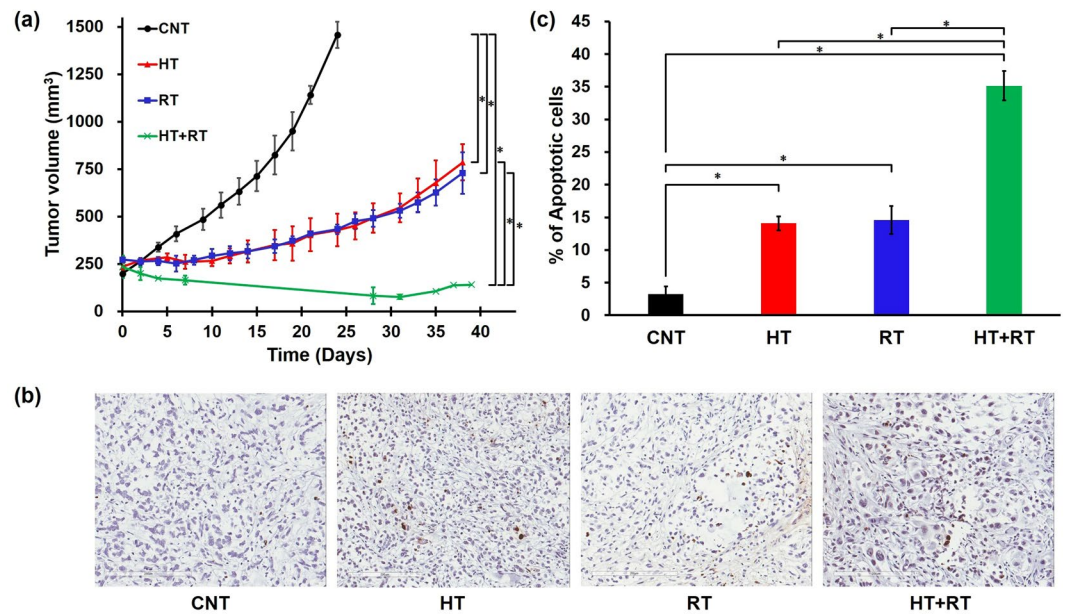 (a)
Tumor volume (mm³)
1500
1250
1000
750
500
250
0
CNT
HT
RT
HT+RT
*
*
*
*
*
0 5 10 15 20 25 30 35 40
Time (Days)
(c)
% of Apoptotic cells
45
40
35
30
25
20
15
10
5
0
*
*
*
*
*
CNT HT RT HT+RT
(b)
CNT HT RT HT+RT